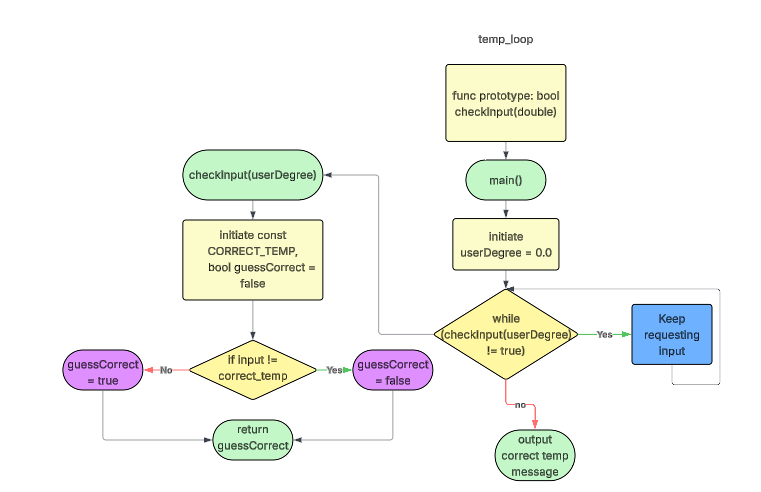 temp_loop
func prototype: bool
checkInput(double)
main()
initiate
userDegree = 0.0
while
(checkInput(userDegree)
!= true)
Yes
Keep
requesting
input
no
output
correct temp
message
checkInput(userDegree)
initiate const
CORRECT_TEMP,
bool guessCorrect =
false
if input !=
correct_temp
No
guessCorrect
= true
Yes
guessCorrect
= false
return
guessCorrect